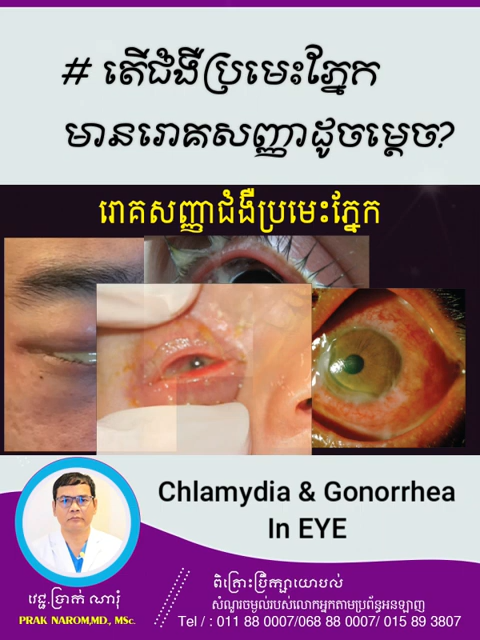 # តើជំងឺប្រមេះភ្នែក
មានរោគសញ្ញាដូចម្តេច?
រោគសញ្ញាជំងឺប្រមេះភ្នែក
Chlamydia & Gonorrhea
In EYE
វេជ្ជ.ប្រាក់ ណារុំ
PRAK NAROM,MD., MSc.
ពិគ្រោះប្រឹក្សាយោបល់
សំណួរចម្ងល់របស់លោកអ្នកតាមប្រព័ន្ធអនឡាញ
Tel / : 011 88 0007/068 88 0007/ 015 89 3807